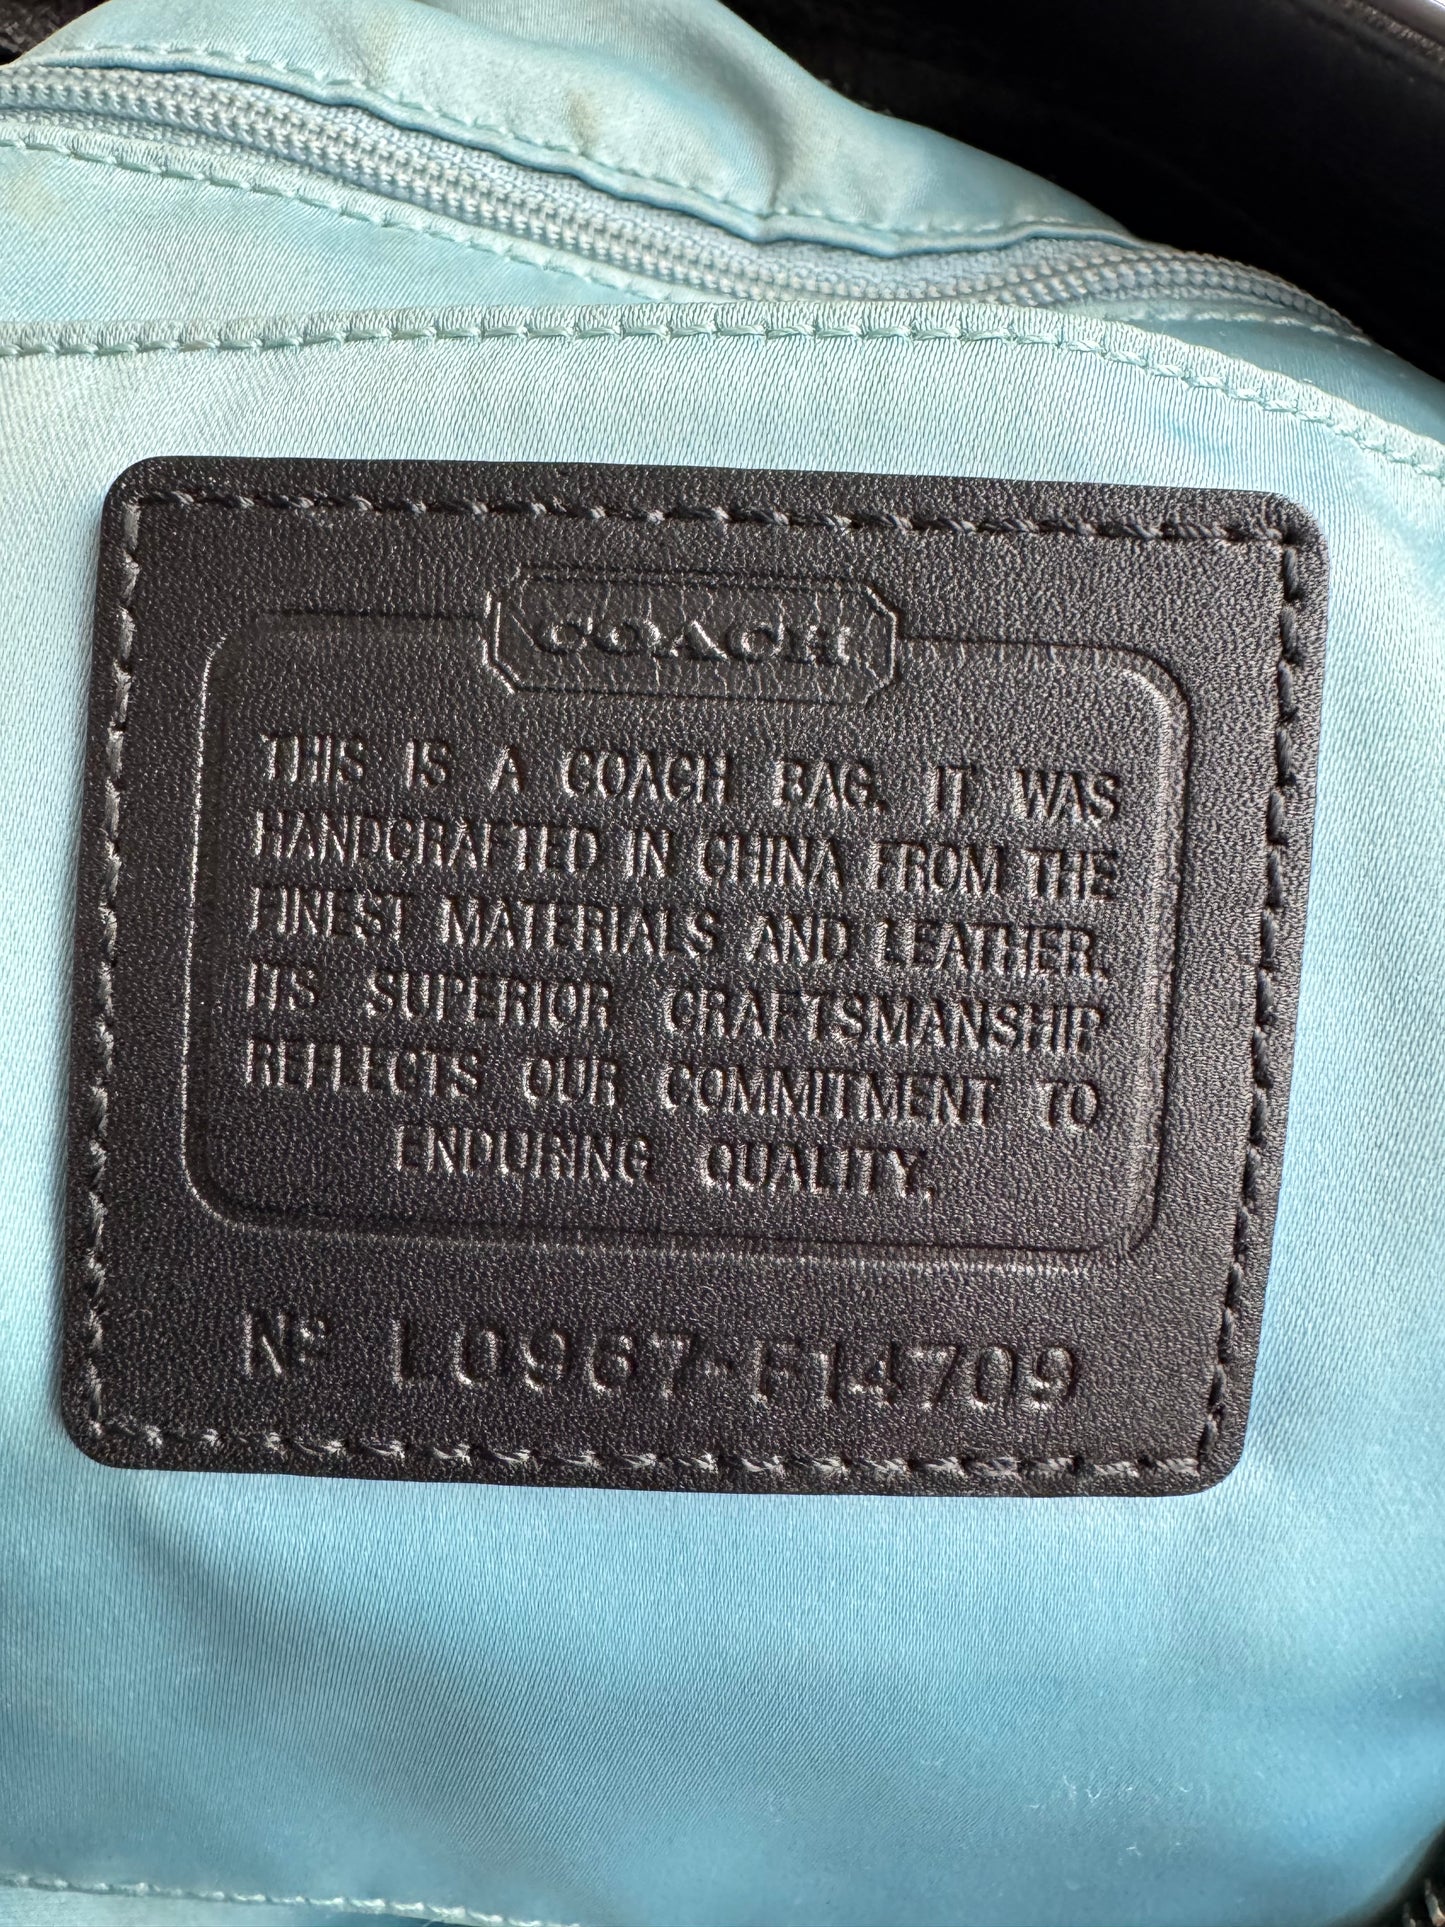 COACH
THIS IS A COACH BAG. IT WAS
HANDCRAFTED IN CHINA FROM THE
FINEST MATERIALS AND LEATHER.
ITS SUPERIOR CRAFTSMANSHIP
REFLECTS OUR COMMITMENT TO
ENDURING QUALITY.
Nº L0967-F14709